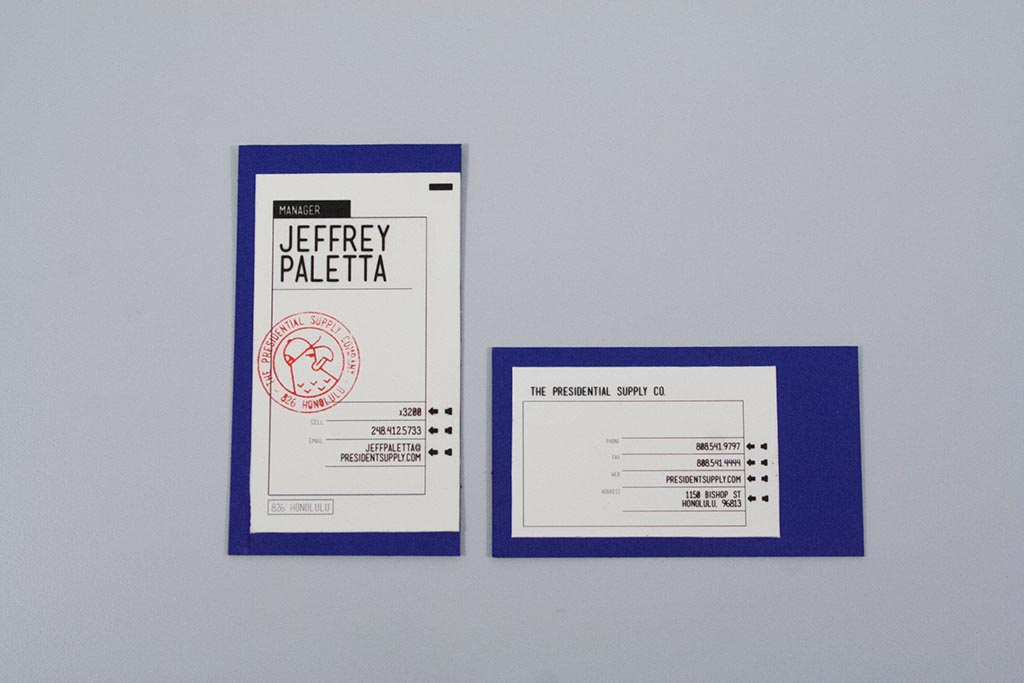 MANAGER
JEFFREY
PALETTA
THE PRESIDENTIAL SUPPLY COMPANY
826 HONOLULU
x3200
CELL
248.412.5733
EMAIL
JEFFPALETTA@
PRESIDENTSUPPLY.COM
826 HONOLULU
THE PRESIDENTIAL SUPPLY CO.
PHONE
808.541.9797
FAX
808.541.4444
WEB
PRESIDENTSUPPLY.COM
ADDRESS
1150 BISHOP ST
HONOLULU, 96813